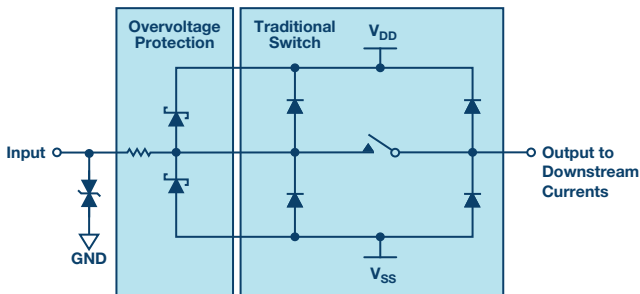 Overvoltage
Protection
Traditional
Switch
VDD
Input
Output to
Downstream
Currents
GND
VSS